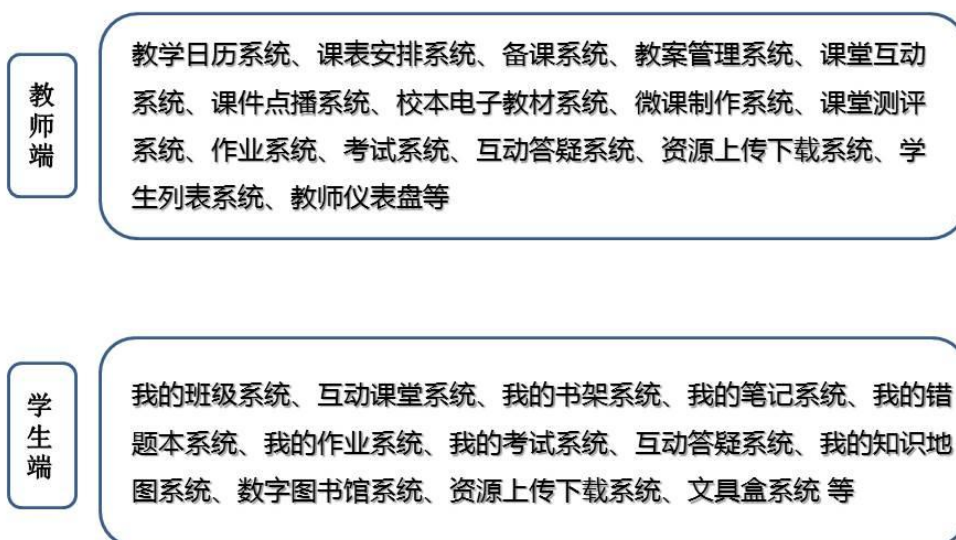 教师端
教学日历系统、课表安排系统、备课系统、教案管理系统、课堂互动
系统、课件点播系统、校本电子教材系统、微课制作系统、课堂测评
系统、作业系统、考试系统、互动答疑系统、资源上传下载系统、学
生列表系统、教师仪表盘等
学生端
我的班级系统、互动课堂系统、我的书架系统、我的笔记系统、我的错
题本系统、我的作业系统、我的考试系统、互动答疑系统、我的知识地
图系统、数字图书馆系统、资源上传下载系统、文具盒系统 等